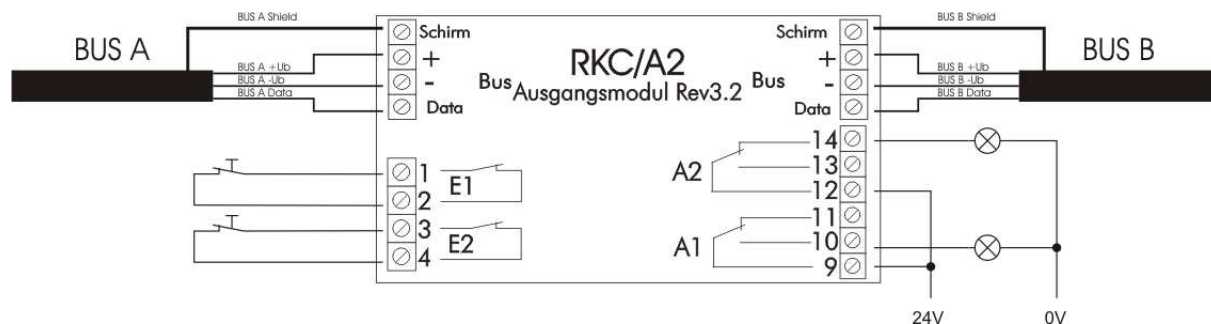 BUS A
BUS A Shield
BUS A +Ub
BUS A -Ub
BUS A Data
Schirm
+
-
Data
Bus
RKC/A2
Ausgangsmodul Rev3.2
Schirm
+
-
Data
Bus
BUS B Shield
BUS B +Ub
BUS B -Ub
BUS B Data
BUS B
1
2
3
4
E1
E2
A2
A1
14
13
12
11
10
9
24V
0V